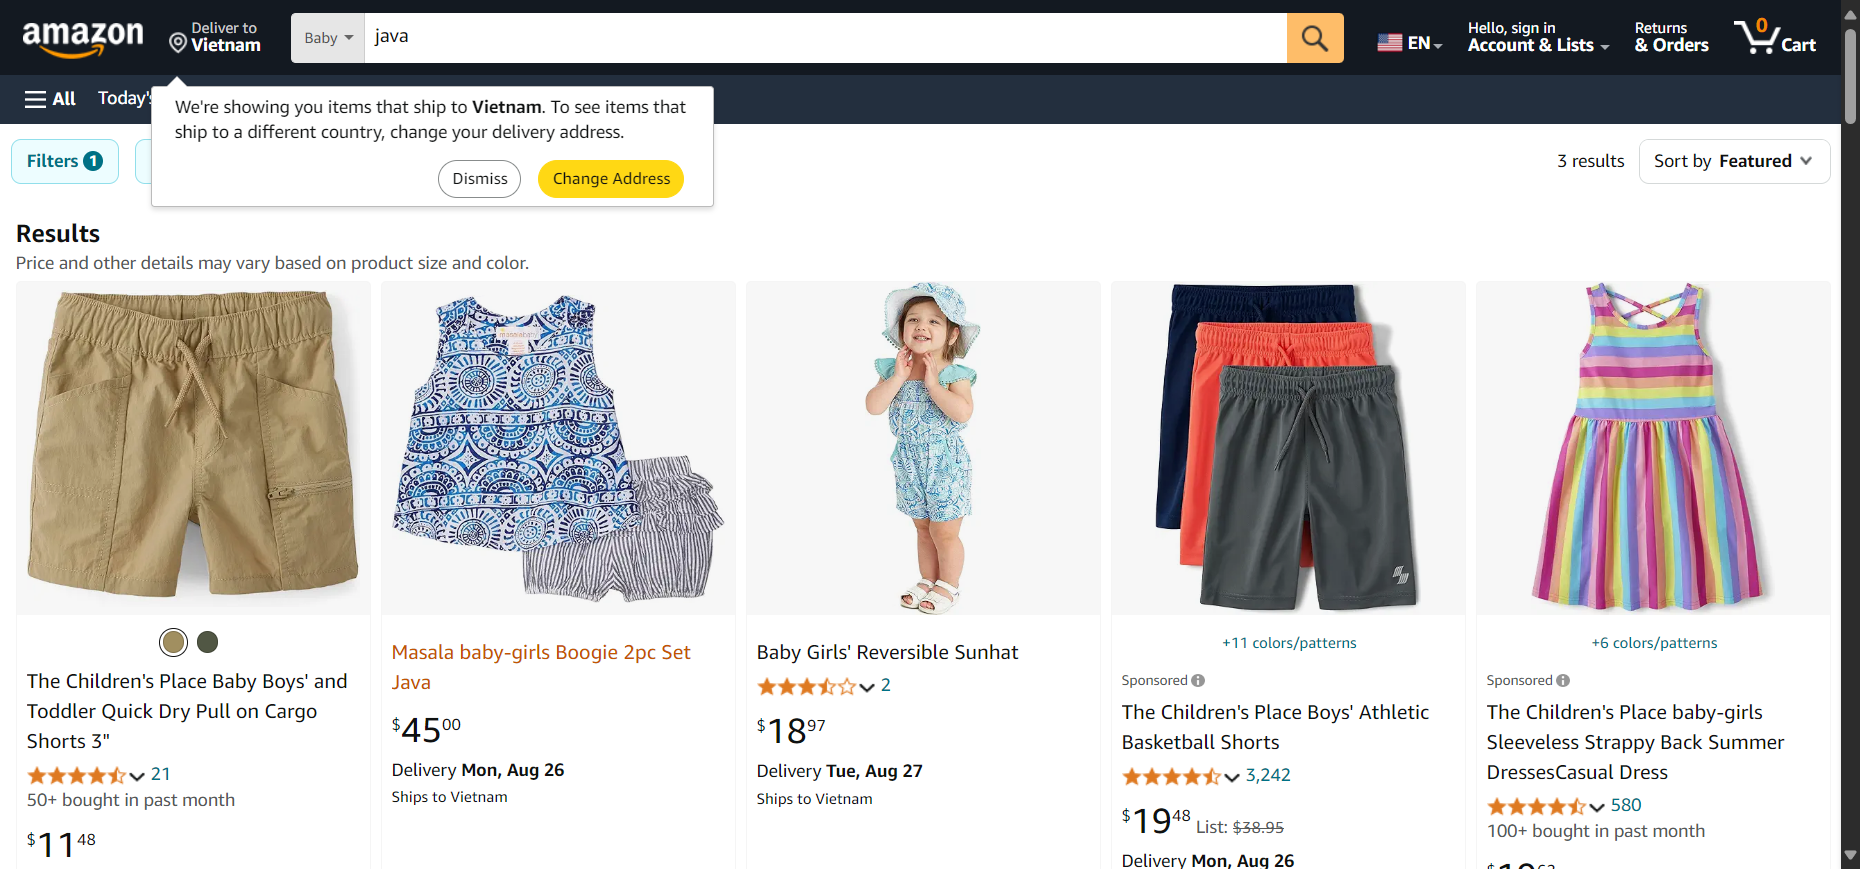 amazon
Deliver to
Vietnam
Baby
java
EN
Hello, sign in
Account & Lists
Returns
& Orders
0
Cart
All
Today's
We're showing you items that ship to Vietnam. To see items that
ship to a different country, change your delivery address.
Dismiss
Change Address
Filters 1
3 results
Sort by Featured
Results
Price and other details may vary based on product size and color.
The Children's Place Baby Boys' and
Toddler Quick Dry Pull on Cargo
Shorts 3"
21
50+ bought in past month
$11 48
Masala baby-girls Boogie 2pc Set
Java
$45 00
Delivery Mon, Aug 26
Ships to Vietnam
Baby Girls' Reversible Sunhat
2
$18 97
Delivery Tue, Aug 27
Ships to Vietnam
+11 colors/patterns
Sponsored
The Children's Place Boys' Athletic
Basketball Shorts
3,242
$19 48 List: $38.95
Delivery Mon, Aug 26
+6 colors/patterns
Sponsored
The Children's Place baby-girls
Sleeveless Strappy Back Summer
DressesCasual Dress
580
100+ bought in past month